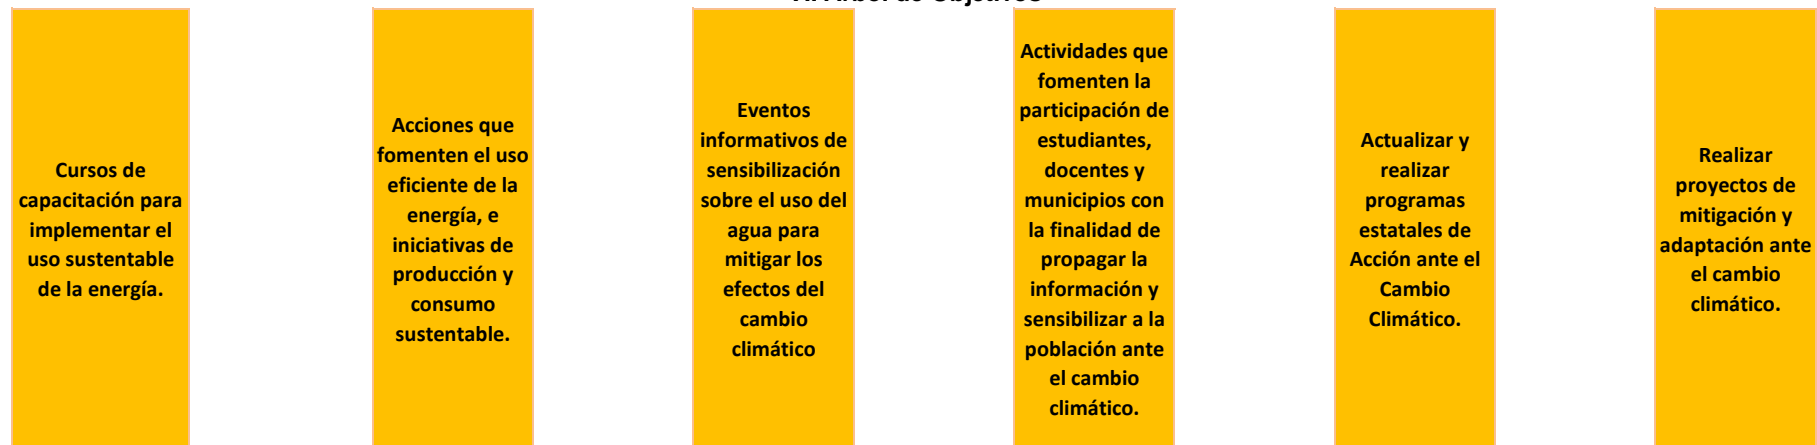 Árbol de Objetivos
Cursos de
capacitación para
implementar el
uso sustentable
de la energía.
Acciones que
fomenten el uso
eficiente de la
energía, e
iniciativas de
producción y
consumo
sustentable.
Eventos
informativos de
sensibilización
sobre el uso del
agua para
mitigar los
efectos del
cambio
climático
Actividades que
fomenten la
participación de
estudiantes,
docentes y
municipios con
la finalidad de
propagar la
información y
sensibilizar a la
población ante
el cambio
climático.
Actualizar y
realizar
programas
estatales de
Acción ante el
Cambio
Climático.
Realizar
proyectos de
mitigación y
adaptación ante
el cambio
climático.